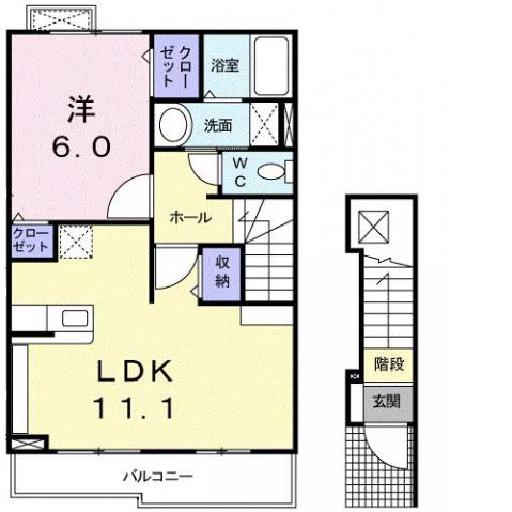 クロー
ゼット
浴室
洋
6.0
洗面
WC
ホール
クロー
ゼット
収納
LDK
11.1
階段
玄関
バルコニー